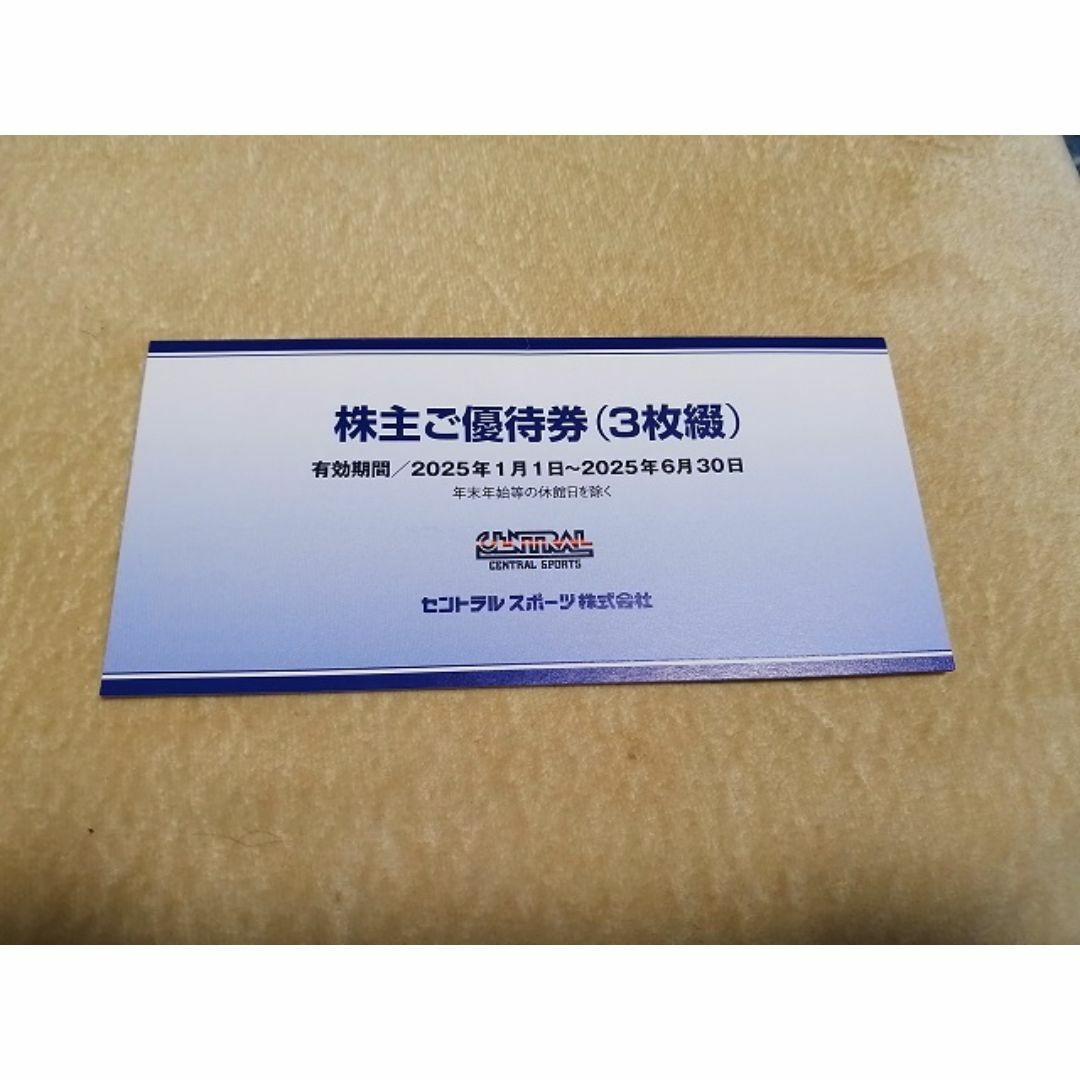 株主ご優待券（3枚綴）
有効期間／2025年1月1日～2025年6月30日
年末年始等の休館日を除く
CENTRAL
CENTRAL SPORTS
セントラルスポーツ株式会社